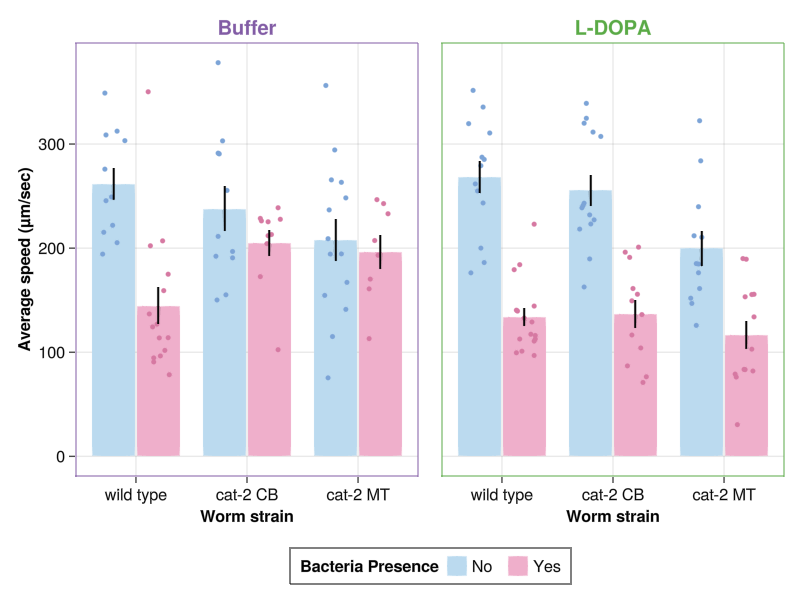 Buffer
L-DOPA
Average speed (µm/sec)
300
200
100
0
wild type
cat-2 CB
cat-2 MT
wild type
cat-2 CB
cat-2 MT
Worm strain
Worm strain
Bacteria Presence No Yes